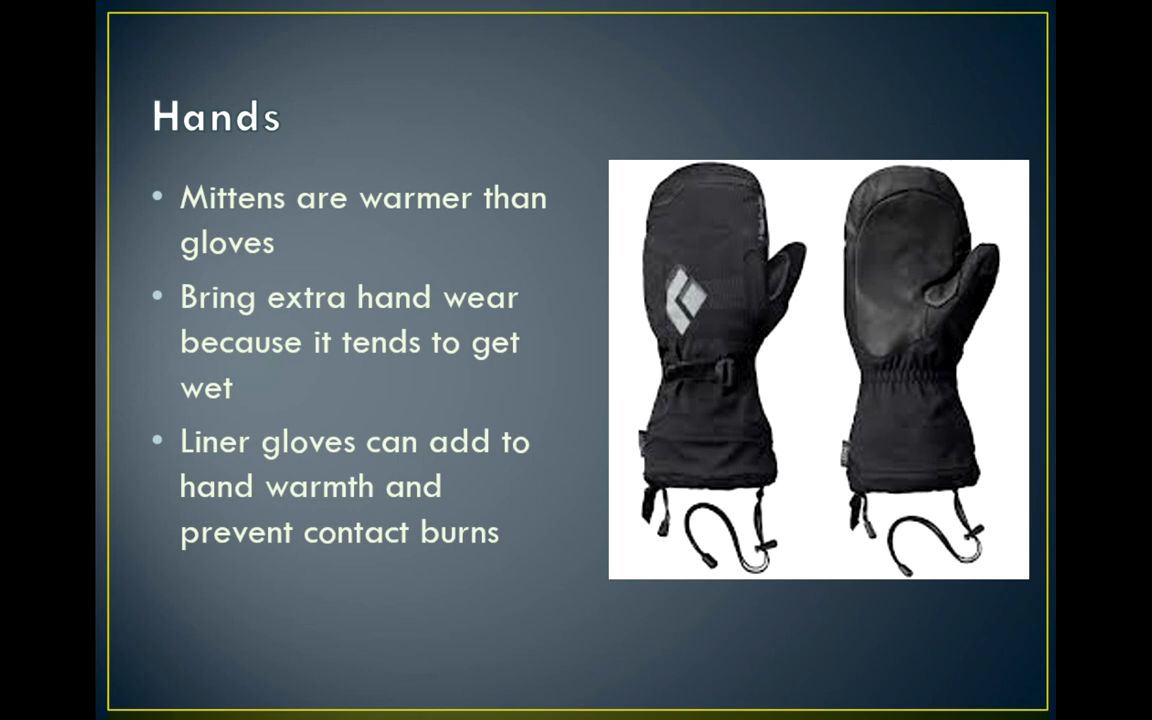 Hands
• Mittens are warmer than
gloves
• Bring extra hand wear
because it tends to get
wet
• Liner gloves can add to
hand warmth and
prevent contact burns